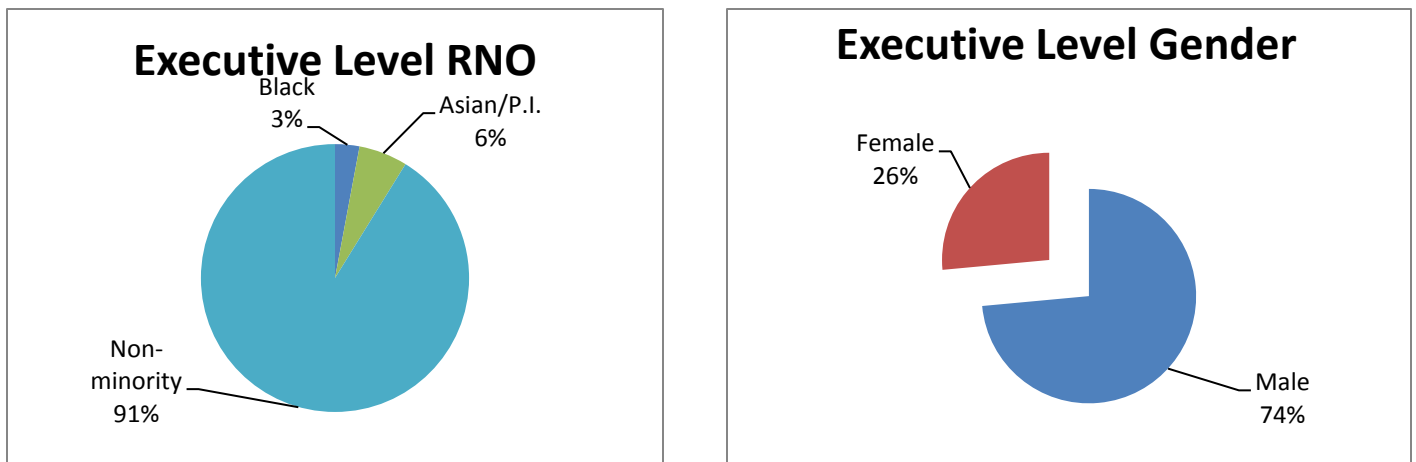 Executive Level RNO
Black
3%
Asian/P.I.
6%
Non-
minority
91%
Executive Level Gender
Female
26%
Male
74%